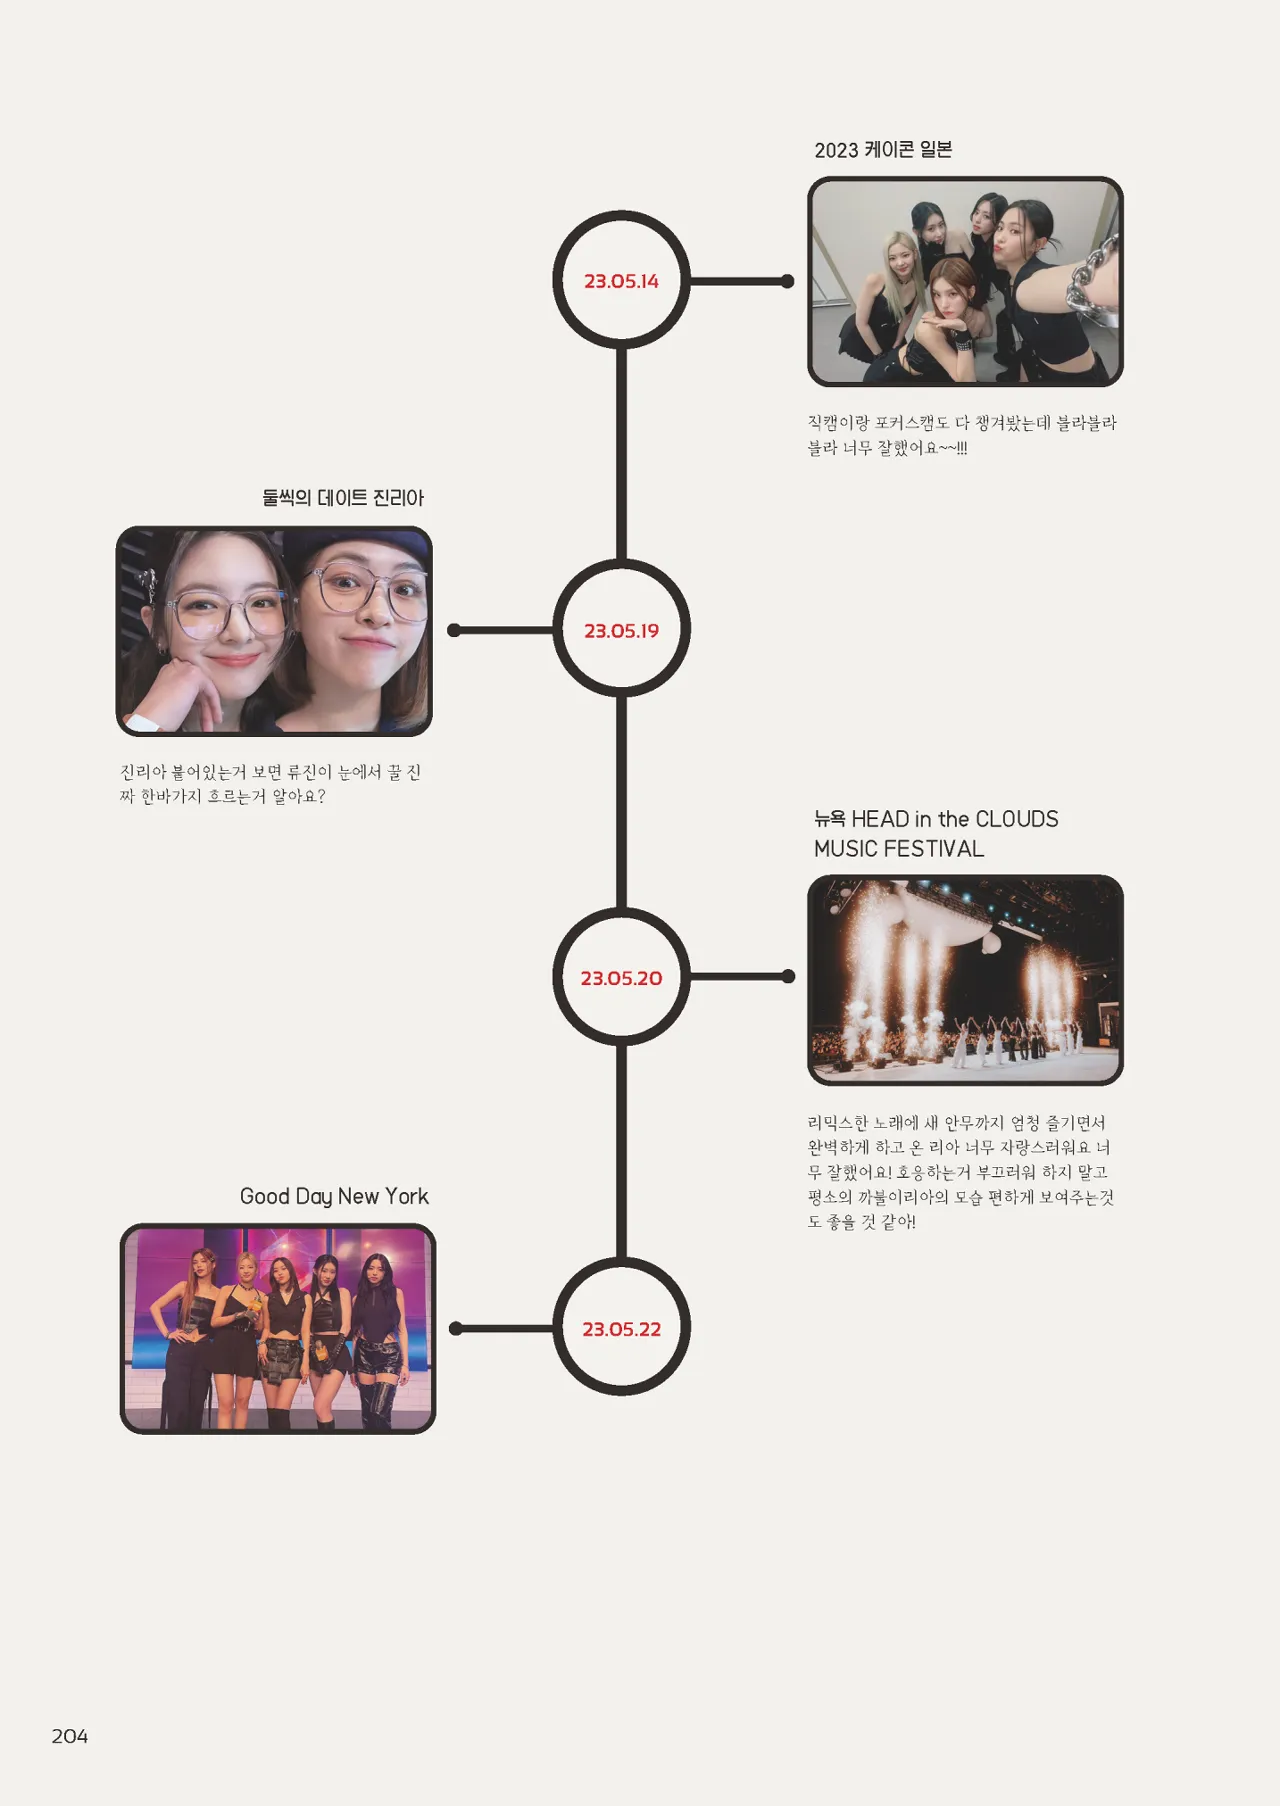 2023 케이콘 일본
23.05.14
직캠이랑 포커스캠도 다 챙겨봤는데 블라블라
블라 너무 잘했어요~~!!!
둘씩의 데이트 진리아
23.05.19
진리아 붙어있는거 보면 류진이 눈에서 꿀 진
짜 한바가지 흐르는거 알아요?
뉴욕 HEAD in the CLOUDS
MUSIC FESTIVAL
23.05.20
리믹스한 노래에 새 안무까지 엄청 즐기면서
완벽하게 하고 온 리아 너무 자랑스러워요 너
무 잘했어요! 호응하는거 부끄러워 하지 말고
평소의 까불이리아의 모습 편하게 보여주는것
도 좋을 것 같아!
Good Day New York
23.05.22
204